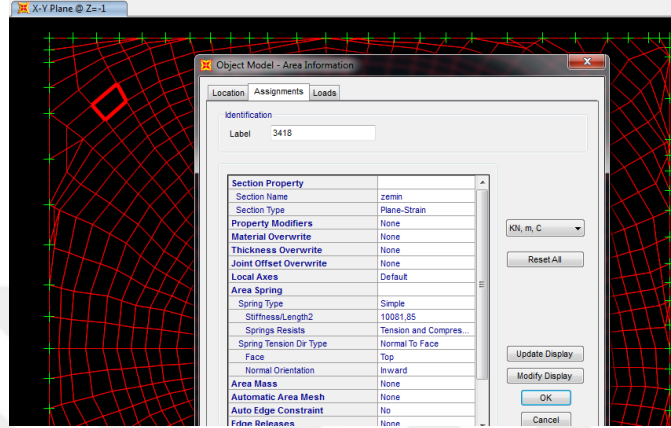 X-Y Plane @ Z=-1
Object Model - Area Information
Location Assignments Loads
Identification
Label 3418
Section Property
Section Name zemin
Section Type Plane-Strain
Property Modifiers None
Material Overwrite None
Thickness Overwrite None
Joint Offset Overwrite None
Local Axes Default
Area Spring
Spring Type Simple
Stiffness/Length2 10081,85
Springs Resists Tension and Compres...
Spring Tension Dir Type Normal To Face
Face Top
Normal Orientation Inward
Area Mass None
Automatic Area Mesh None
Auto Edge Constraint No
Edge Releases None
KN, m, C
Reset All
Update Display
Modify Display
OK
Cancel